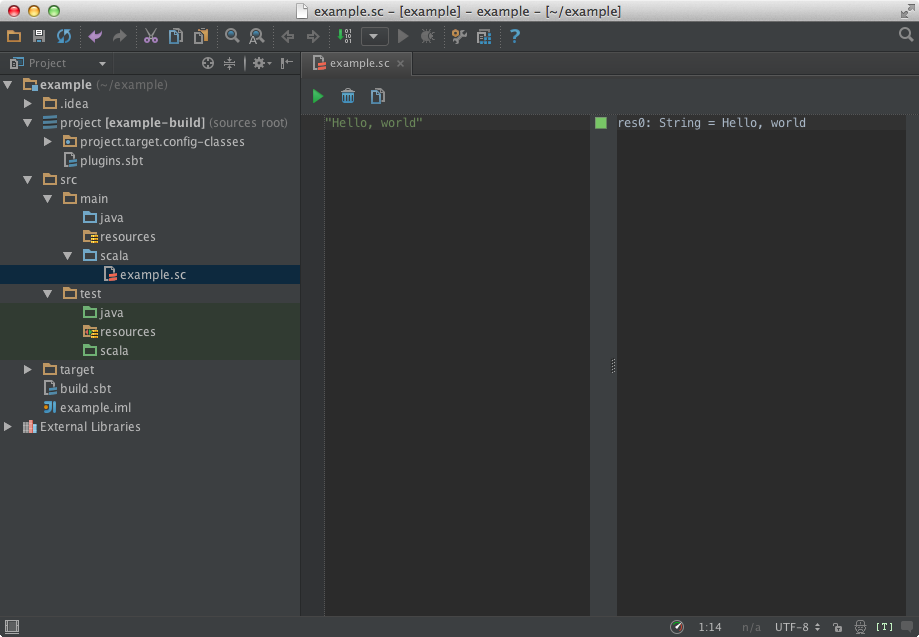 example.sc - [example] - example - [~/example]
Project
example.sc
example (~/example)
.idea
project [example-build] (sources root)
project.target.config-classes
plugins.sbt
src
main
java
resources
scala
example.sc
test
java
resources
scala
target
build.sbt
example.iml
External Libraries
"Hello, world"
res0: String = Hello, world
1:14 n/a UTF-8 [T]